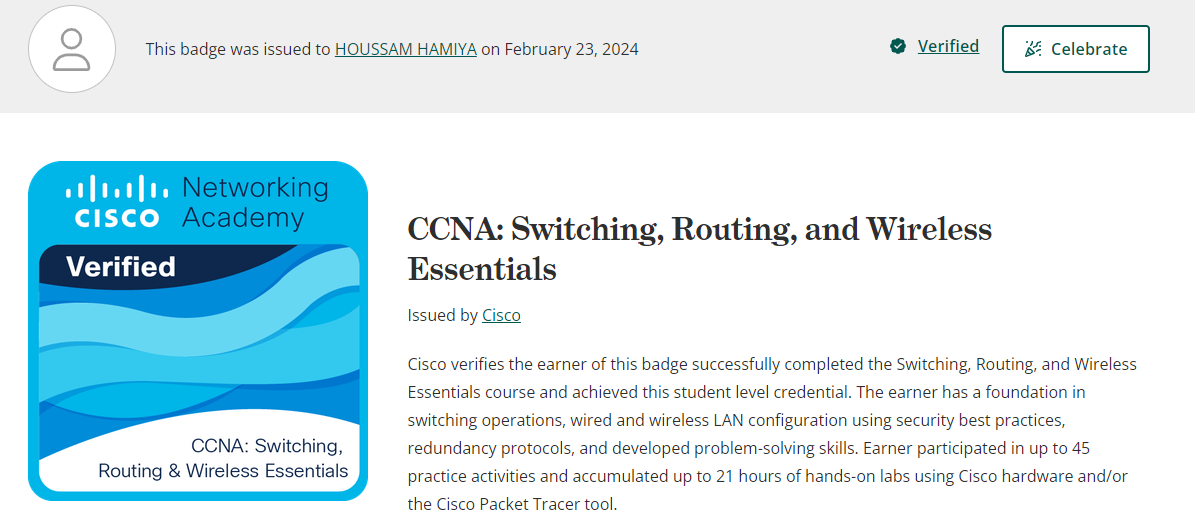 This badge was issued to HOUSSAM HAMIYA on February 23, 2024
Verified
Celebrate
CISCO
Networking
Academy
Verified
CCNA: Switching,
Routing & Wireless Essentials
CCNA: Switching, Routing, and Wireless
Essentials
Issued by Cisco
Cisco verifies the earner of this badge successfully completed the Switching, Routing, and Wireless
Essentials course and achieved this student level credential. The earner has a foundation in
switching operations, wired and wireless LAN configuration using security best practices,
redundancy protocols, and developed problem-solving skills. Earner participated in up to 45
practice activities and accumulated up to 21 hours of hands-on labs using Cisco hardware and/or
the Cisco Packet Tracer tool.